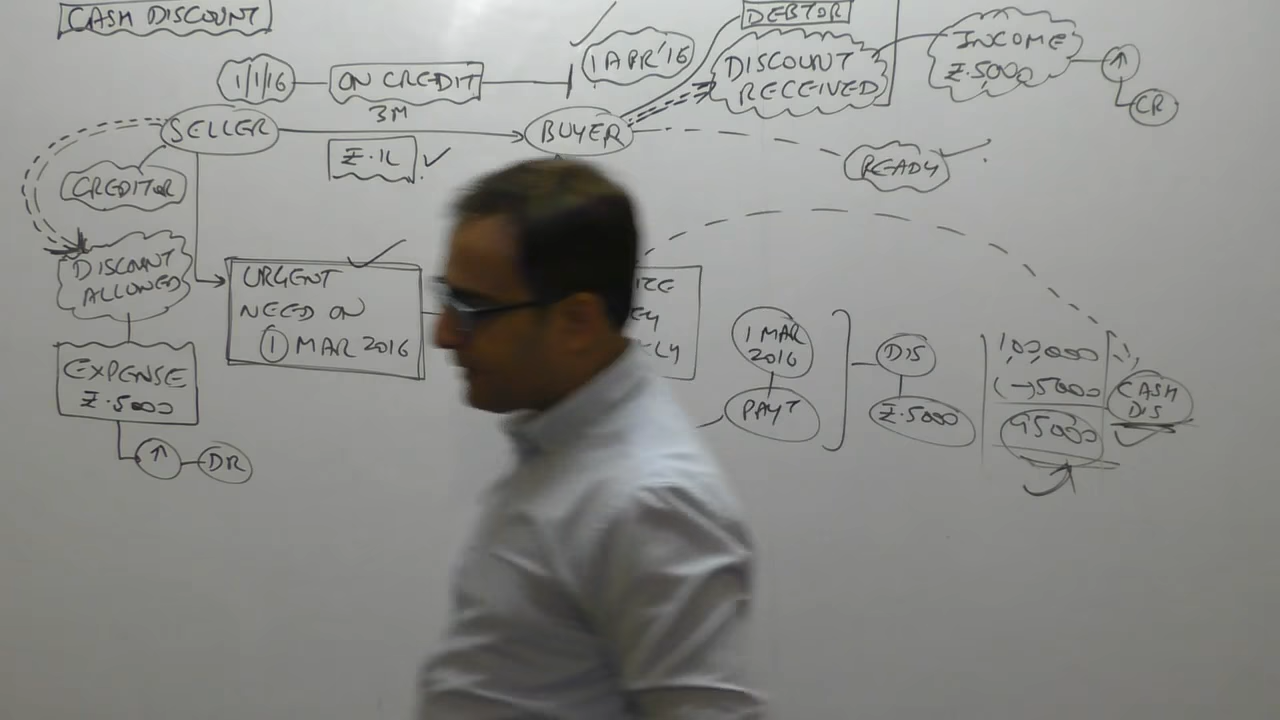 CASH DISCOUNT
DEBTOR
1/1/16
ON CREDIT
3M
1 APR'16
DISCOUNT
RECEIVED
INCOME
₹.5000
↑
CR
SELLER
BUYER
₹.1L
READY
CREDITOR
DISCOUNT
ALLOWED
URGENT
NEED ON
① MAR 2016
EXPENSE
₹.5000
↑
DR
1 MAR
2016
PAYT
DIS
₹.5000
1,00,000
(-) 5000
95000
CASH
DIS